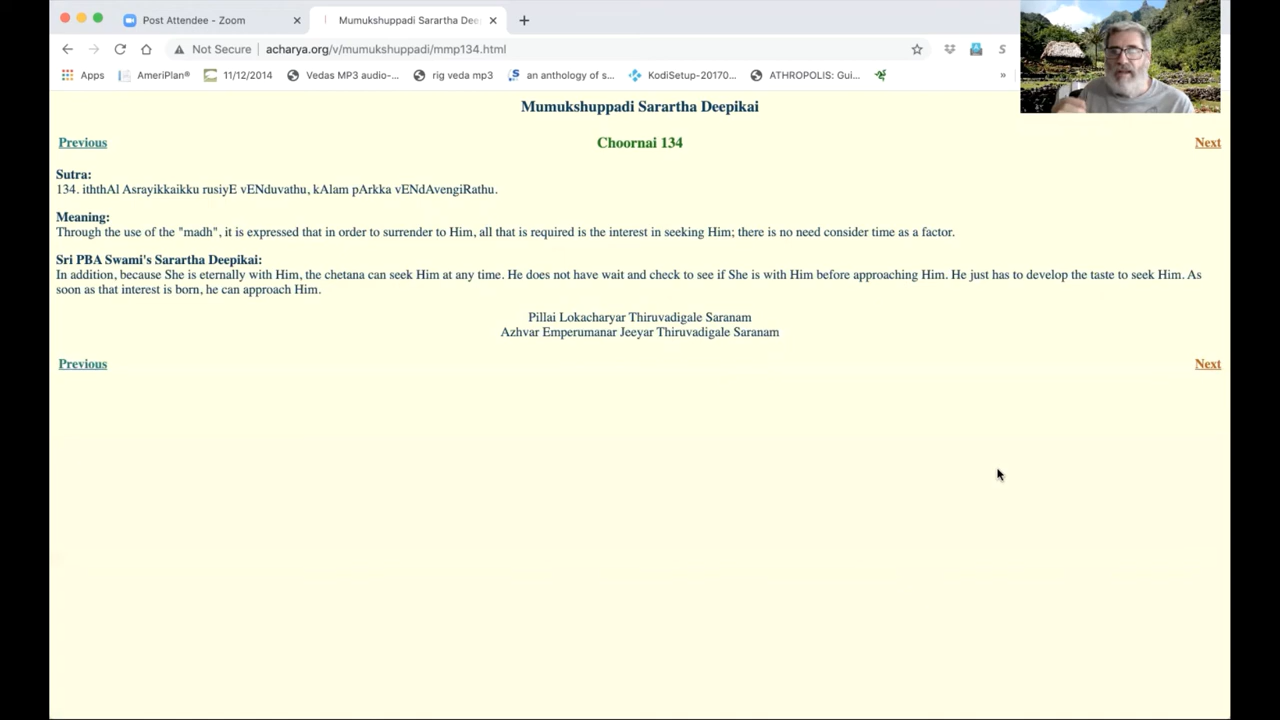 Post Attendee - Zoom
Mumukshuppadi Sarartha Dee
Not Secure | acharya.org/v/mumukshuppadi/mmp134.html
Apps AmeriPlan® 11/12/2014 Vedas MP3 audio-... rig veda mp3 an anthology of s... KodiSetup-20170... ATHROPOLIS: Gui... »
Mumukshuppadi Sarartha Deepikai
Previous Choornai 134 Next
Sutra:
134. iththAl Asrayikkaikku rusiyE vENduvathu, kAlam pArkka vENdAvengiRathu.
Meaning:
Through the use of the "madh", it is expressed that in order to surrender to Him, all that is required is the interest in seeking Him; there is no need consider time as a factor.
Sri PBA Swami's Sarartha Deepikai:
In addition, because She is eternally with Him, the chetana can seek Him at any time. He does not have wait and check to see if She is with Him before approaching Him. He just has to develop the taste to seek Him. As
soon as that interest is born, he can approach Him.
Pillai Lokacharyar Thiruvadigale Saranam
Azhvar Emperumanar Jeeyar Thiruvadigale Saranam
Previous Next